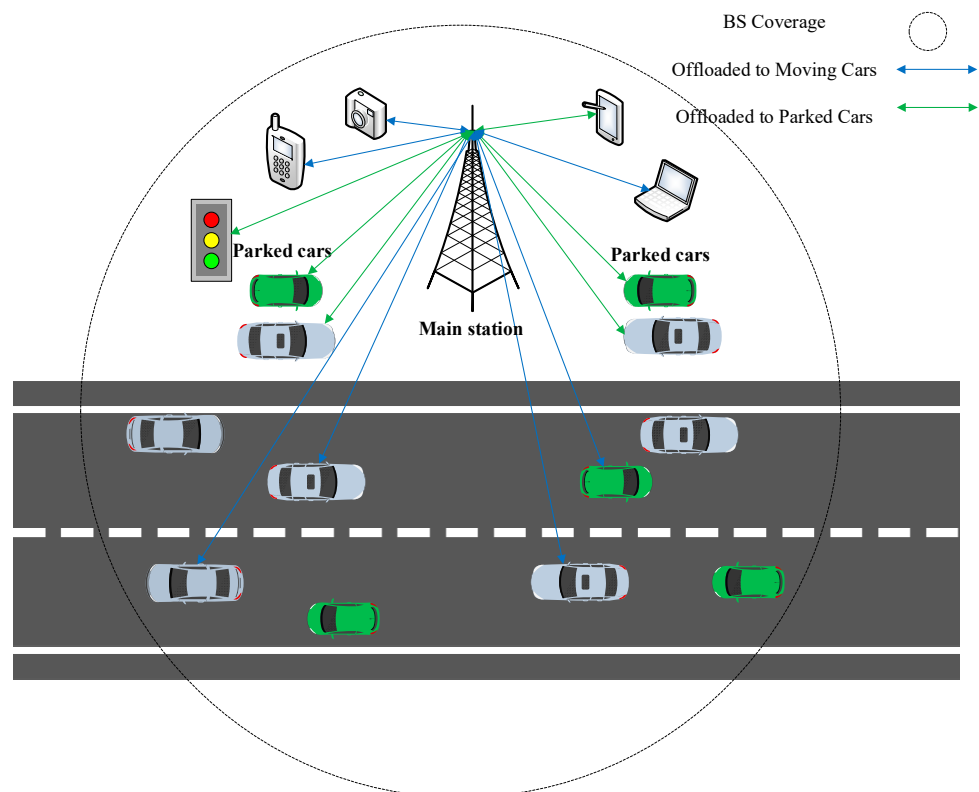 BS Coverage
Offloaded to Moving Cars
Offloaded to Parked Cars
Parked cars
Parked cars
Main station